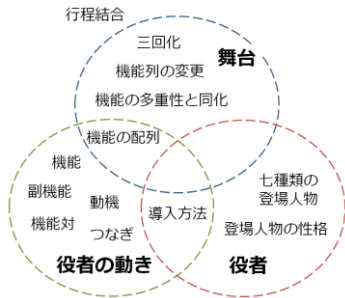 行程結合
三回化
舞台
機能列の変更
機能の多重性と同化
機能の配列
機能
副機能
動機
機能対
つなぎ
役者の動き
導入方法
七種類の
登場人物
登場人物の性格
役者